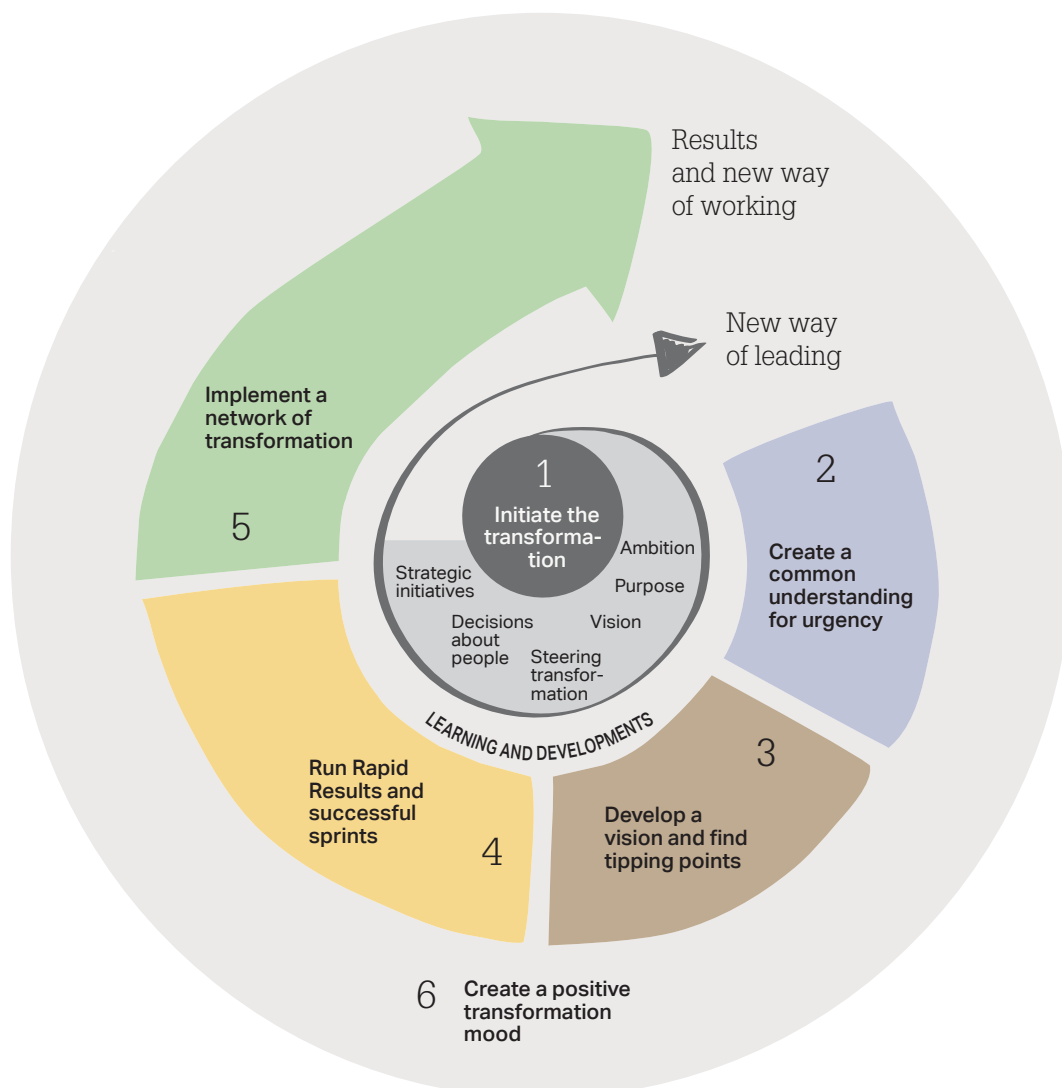 Results
and new way
of working
New way
of leading
1
Initiate the
transforma-
tion
Ambition
Purpose
Vision
Steering
transfor-
mation
Decisions
about
people
Strategic
initiatives
LEARNING AND DEVELOPMENTS
2
Create a
common
understanding
for urgency
3
Develop a
vision and find
tipping points
4
Run Rapid
Results and
successful
sprints
5
Implement a
network of
transformation
6
Create a positive
transformation
mood